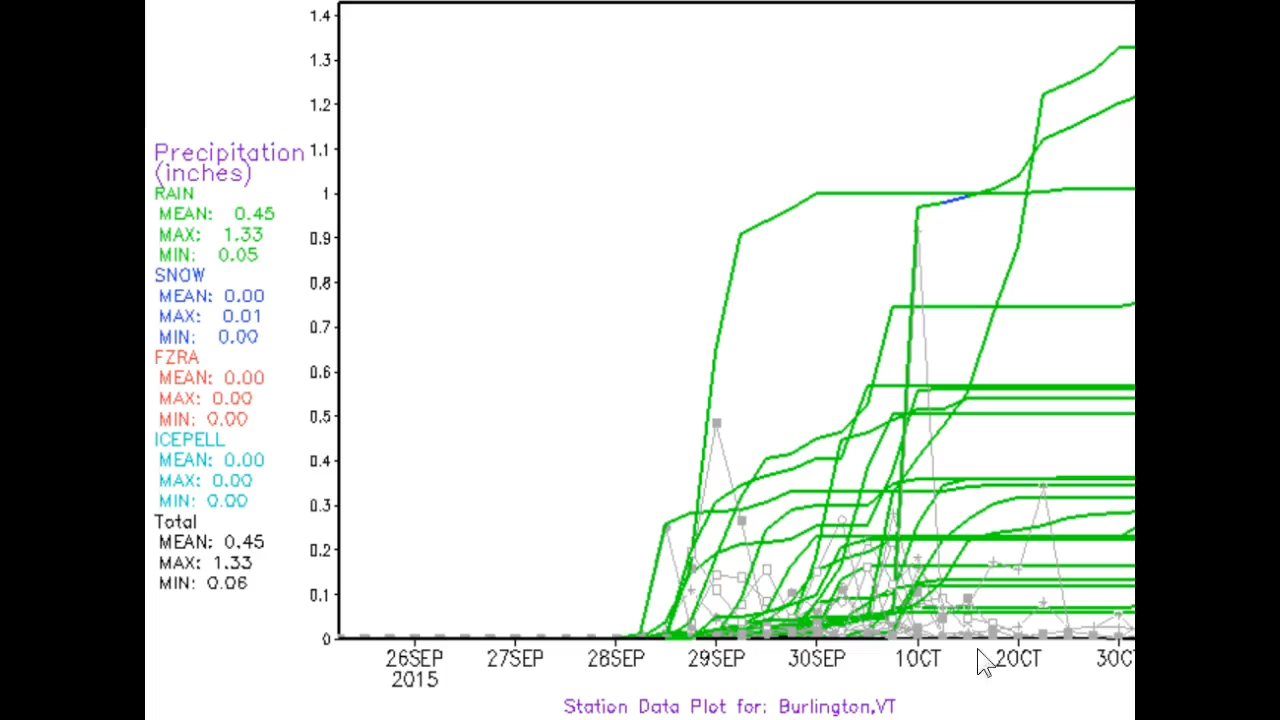 1.4
1.3
1.2
1.1
1
0.9
0.8
0.7
0.6
0.5
0.4
0.3
0.2
0.1
0
Precipitation
(inches)
RAIN
MEAN: 0.45
MAX: 1.33
MIN: 0.05
SNOW
MEAN: 0.00
MAX: 0.01
MIN: 0.00
FZRA
MEAN: 0.00
MAX: 0.00
MIN: 0.00
ICEPELL
MEAN: 0.00
MAX: 0.00
MIN: 0.00
Total
MEAN: 0.45
MAX: 1.33
MIN: 0.06
26SEP 27SEP 28SEP 29SEP 30SEP 1OCT 2OCT 3OCT
2015
Station Data Plot for: Burlington,VT